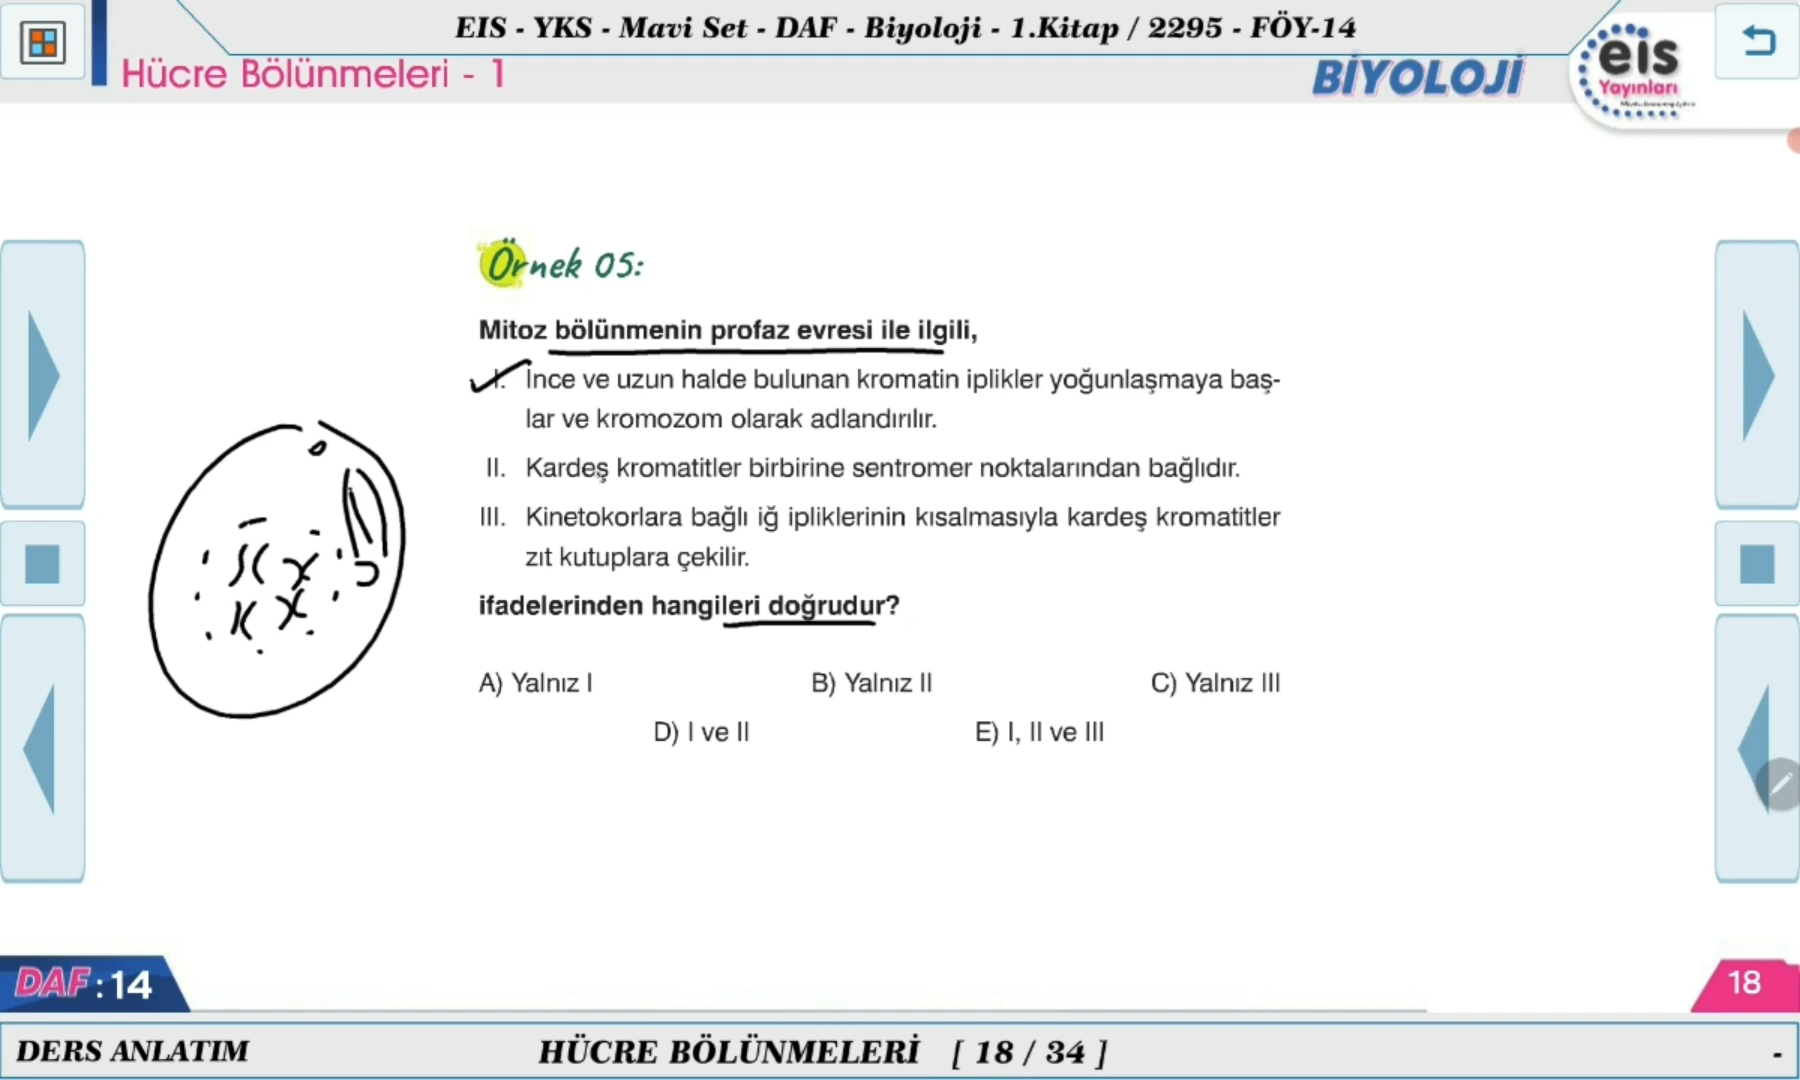 EIS - YKS - Mavi Set - DAF - Biyoloji - 1.Kitap / 2295 - FÖY-14
Hücre Bölünmeleri - 1
BİYOLOJİ
eis
Yayınları
Örnek 05:
Mitoz bölünmenin profaz evresi ile ilgili,
I. İnce ve uzun halde bulunan kromatin iplikler yoğunlaşmaya baş-
lar ve kromozom olarak adlandırılır.
II. Kardeş kromatitler birbirine sentromer noktalarından bağlıdır.
III. Kinetokorlara bağlı iğ ipliklerinin kısalmasıyla kardeş kromatitler
zıt kutuplara çekilir.
ifadelerinden hangileri doğrudur?
A) Yalnız I B) Yalnız II C) Yalnız III
D) I ve II E) I, II ve III
DAF : 14
18
DERS ANLATIM HÜCRE BÖLÜNMELERİ [ 18 / 34 ] -